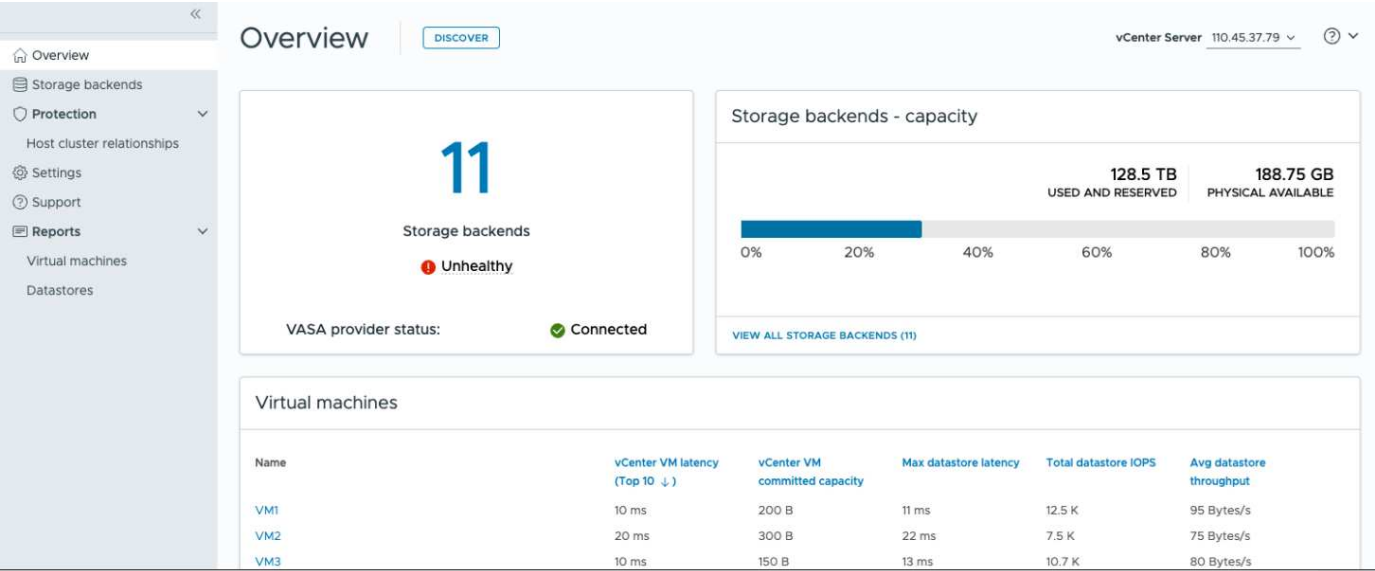 Overview
Storage backends
Protection
Host cluster relationships
Settings
Support
Reports
Virtual machines
Datastores
Overview
DISCOVER
vCenter Server 110.45.37.79
11
Storage backends
Unhealthy
VASA provider status: Connected
Storage backends - capacity
128.5 TB 188.75 GB
USED AND RESERVED PHYSICAL AVAILABLE
0% 20% 40% 60% 80% 100%
VIEW ALL STORAGE BACKENDS (11)
Virtual machines
Name vCenter VM latency vCenter VM Max datastore latency Total datastore IOPS Avg datastore
(Top 10 ↓ ) committed capacity throughput
VM1 10 ms 200 B 11 ms 12.5 K 95 Bytes/s
VM2 20 ms 300 B 22 ms 7.5 K 75 Bytes/s
VM3 10 ms 150 B 13 ms 10.7 K 80 Bytes/s